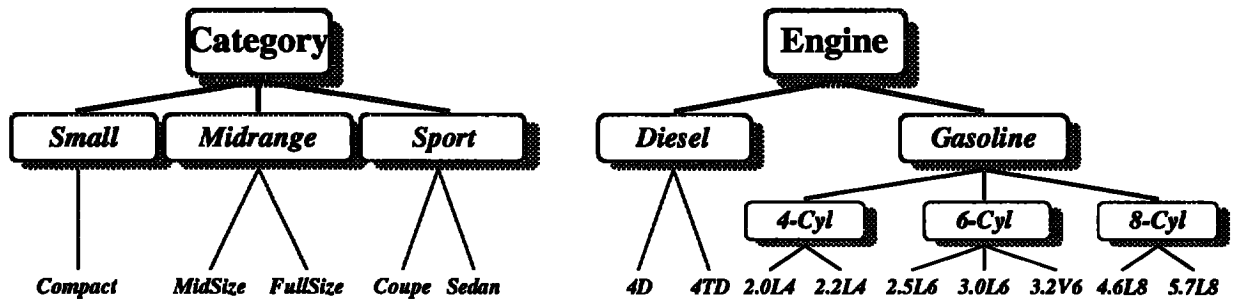 Category Engine
Small Midrange Sport Diesel Gasoline
4-Cyl 6-Cyl 8-Cyl
Compact MidSize FullSize Coupe Sedan 4D 4TD 2.0L4 2.2L4 2.5L6 3.0L6 3.2V6 4.6L8 5.7L8